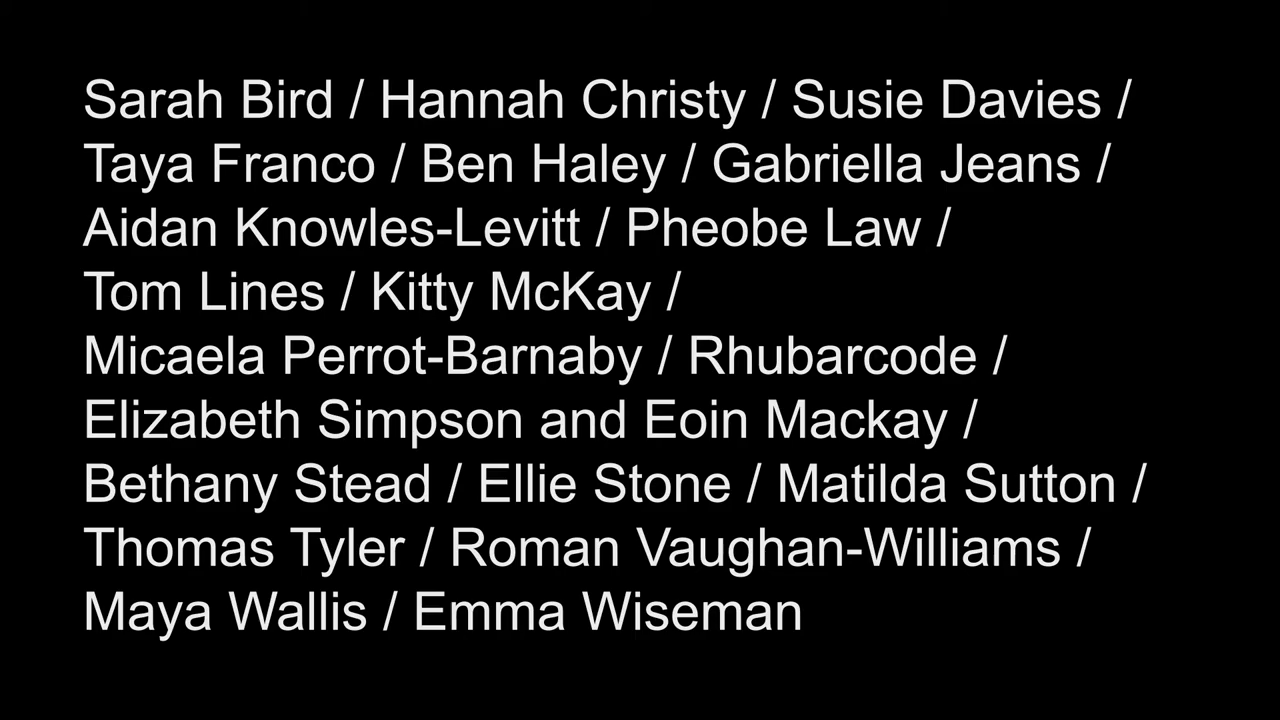 Sarah Bird / Hannah Christy / Susie Davies /
Taya Franco / Ben Haley / Gabriella Jeans /
Aidan Knowles-Levitt / Pheobe Law /
Tom Lines / Kitty McKay /
Micaela Perrot-Barnaby / Rhubarcode /
Elizabeth Simpson and Eoin Mackay /
Bethany Stead / Ellie Stone / Matilda Sutton /
Thomas Tyler / Roman Vaughan-Williams /
Maya Wallis / Emma Wiseman